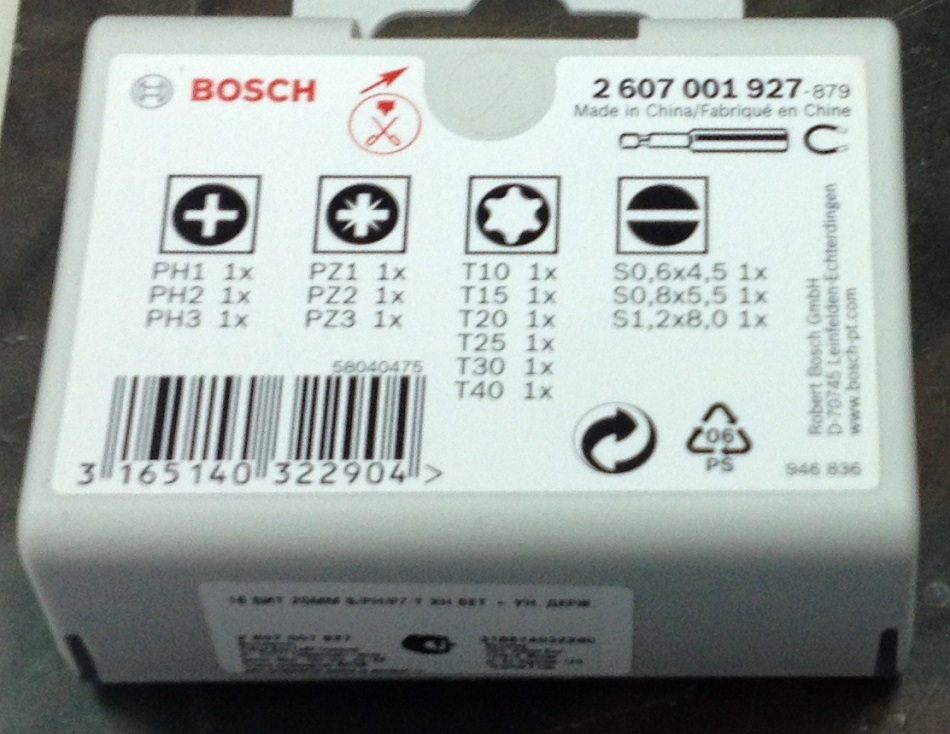 BOSCH
2 607 001 927-879
Made in China/Fabriqué en Chine
PH1 1x
PH2 1x
PH3 1x
PZ1 1x
PZ2 1x
PZ3 1x
T10 1x
T15 1x
T20 1x
T25 1x
T30 1x
T40 1x
S0,6x4,5 1x
S0,8x5,5 1x
S1,2x8,0 1x
Robert Bosch GmbH
D-70745 Leinfelden-Echterdingen
www.bosch-pt.com
58040475
3 165140 322904 >
06
PS
946 836